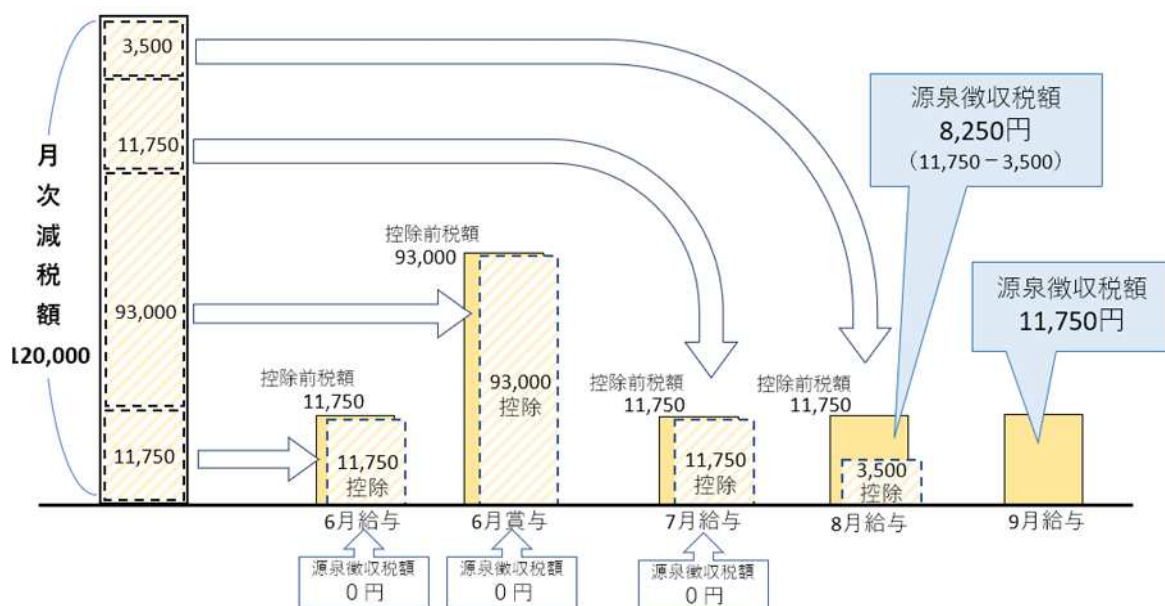 月次減税額
120,000
3,500
11,750
93,000
11,750
控除前税額
11,750
11,750
控除
6月給与
源泉徴収税額
0円
控除前税額
93,000
93,000
控除
6月賞与
源泉徴収税額
0円
控除前税額
11,750
11,750
控除
7月給与
源泉徴収税額
0円
控除前税額
11,750
3,500
控除
8月給与
源泉徴収税額
8,250円
（11,750－3,500）
源泉徴収税額
11,750円
9月給与